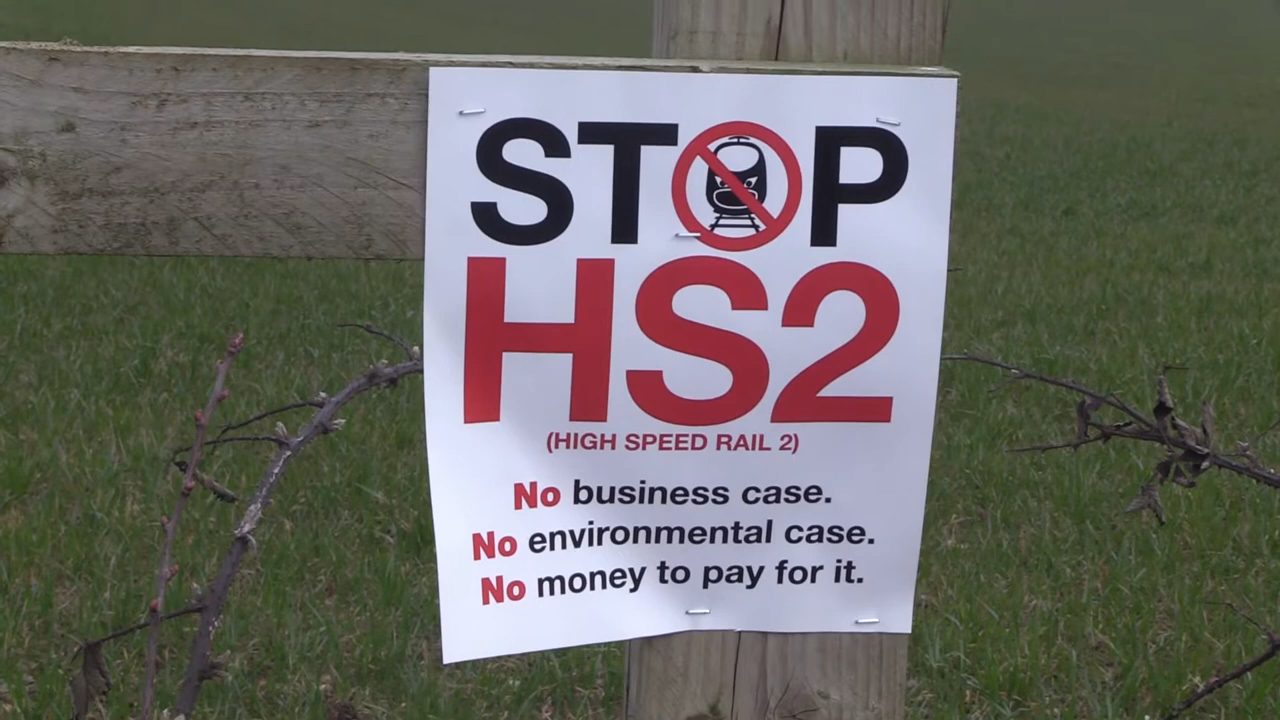 STOP
HS2
(HIGH SPEED RAIL 2)
No business case.
No environmental case.
No money to pay for it.